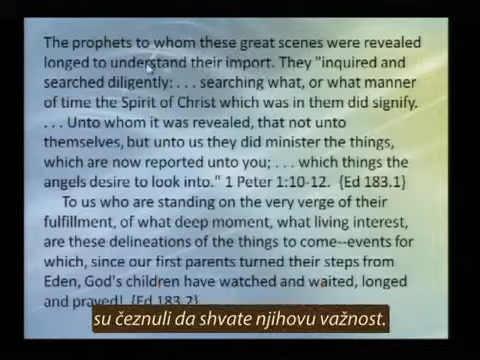 The prophets to whom these great scenes were revealed
longed to understand their import. They "inquired and
searched diligently: . . . searching what, or what manner
of time the Spirit of Christ which was in them did signify.
. . . Unto whom it was revealed, that not unto
themselves, but unto us they did minister the things,
which are now reported unto you; . . . which things the
angels desire to look into." 1 Peter 1:10-12.  {Ed 183.1}
To us who are standing on the very verge of their
fulfillment, of what deep moment, what living interest,
are these delineations of the things to come--events for
which, since our first parents turned their steps from
Eden, God's children have watched and waited, longed
and prayed!  {Ed 183.2}
su čeznuli da shvate njihovu važnost.